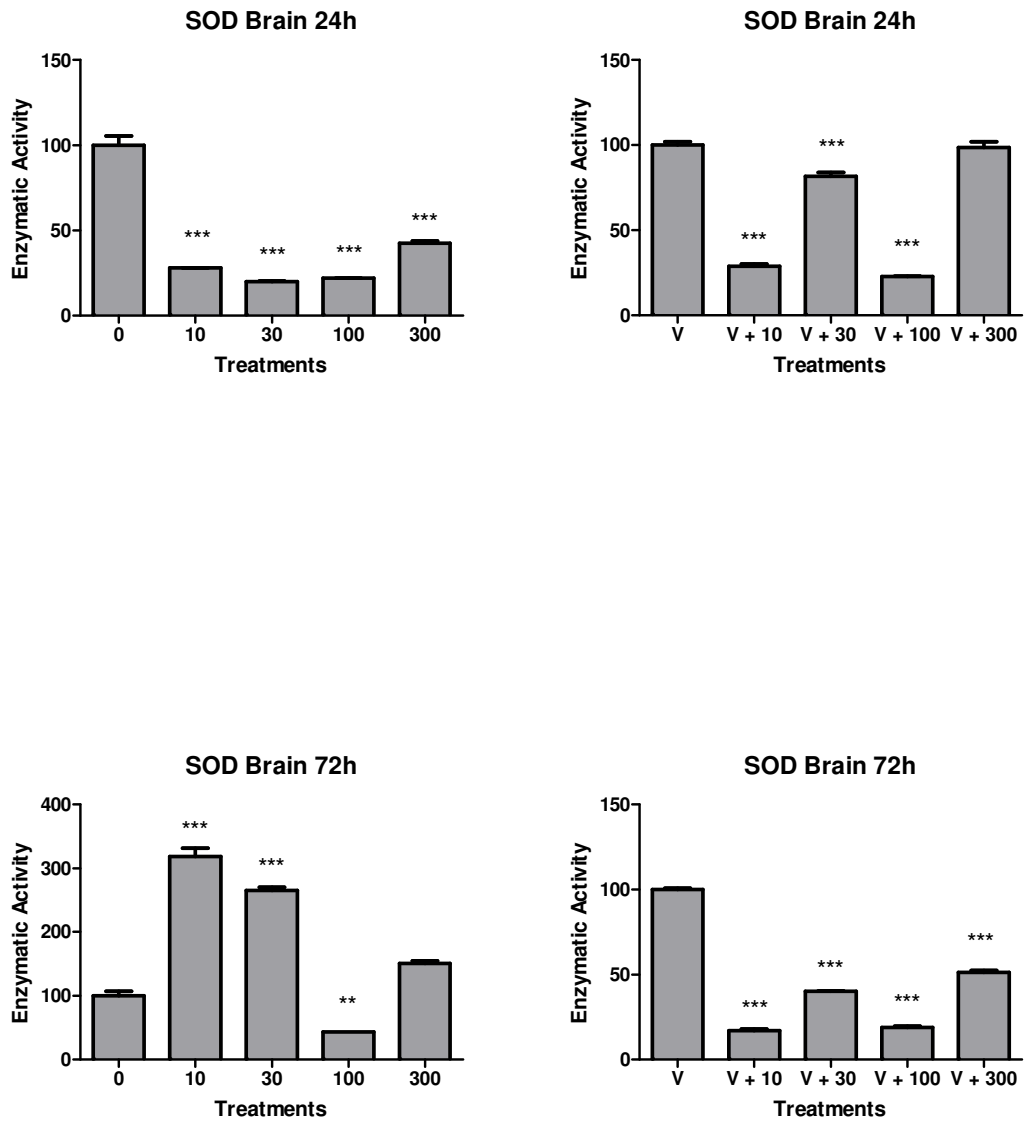 SOD Brain 24h
150
100
50
0
Enzymatic Activity
***
***
***
***
0 10 30 100 300
Treatments
SOD Brain 24h
150
100
50
0
Enzymatic Activity
***
***
***
V V + 10 V + 30 V + 100 V + 300
Treatments
SOD Brain 72h
400
300
200
100
0
Enzymatic Activity
***
***
**
0 10 30 100 300
Treatments
SOD Brain 72h
150
100
50
0
Enzymatic Activity
***
***
***
***
V V + 10 V + 30 V + 100 V + 300
Treatments